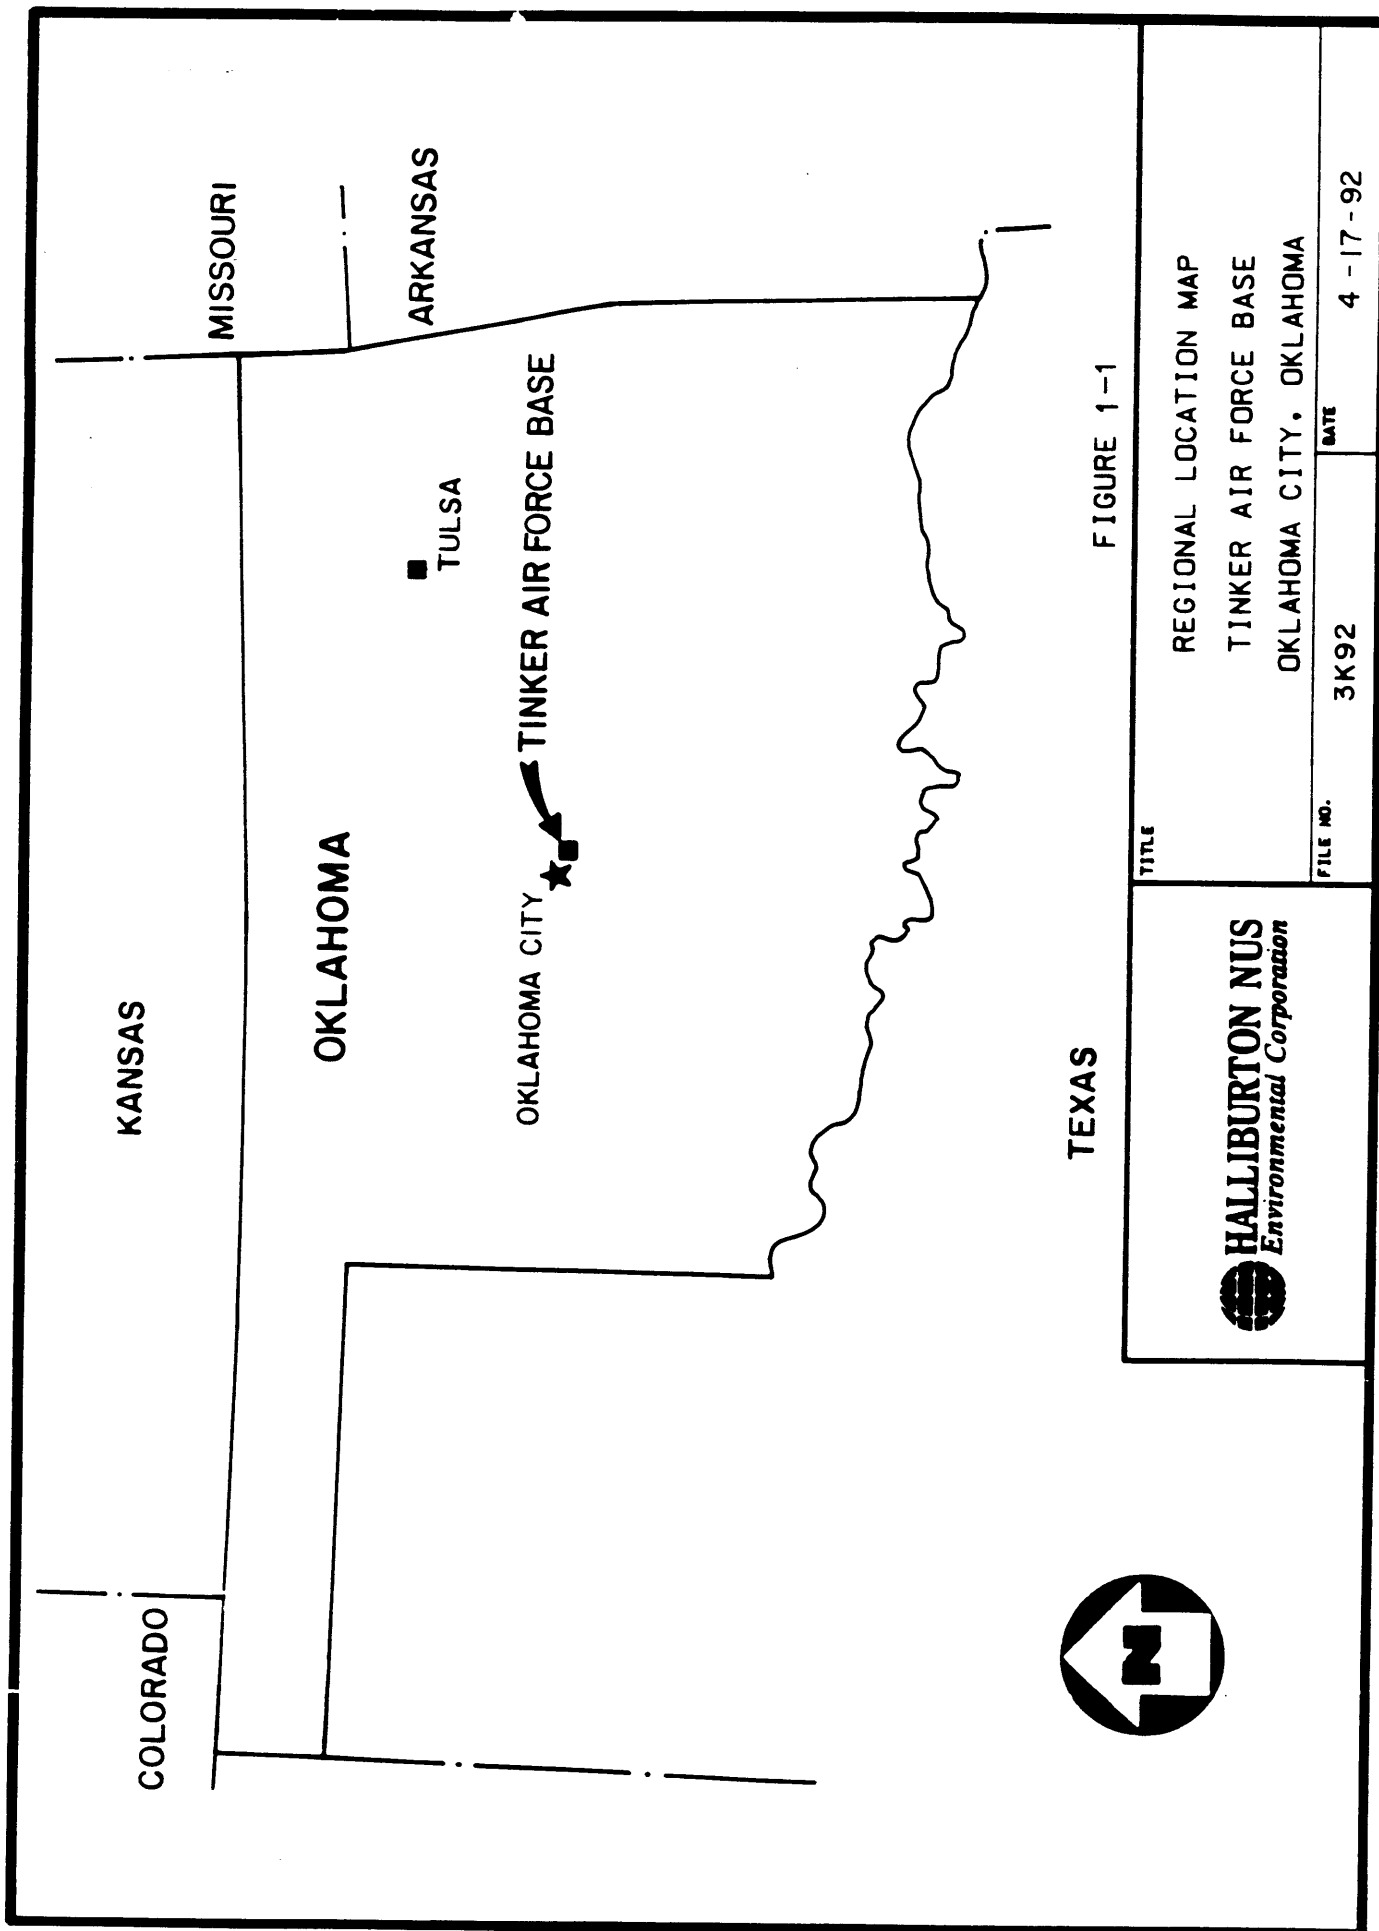 COLORADO
KANSAS
MISSOURI
ARKANSAS
OKLAHOMA
TULSA
OKLAHOMA CITY
TINKER AIR FORCE BASE
TEXAS
N
FIGURE 1-1
HALLIBURTON NUS
Environmental Corporation
TITLE
REGIONAL LOCATION MAP
TINKER AIR FORCE BASE
OKLAHOMA CITY, OKLAHOMA
FILE NO.
3K92
DATE
4-17-92